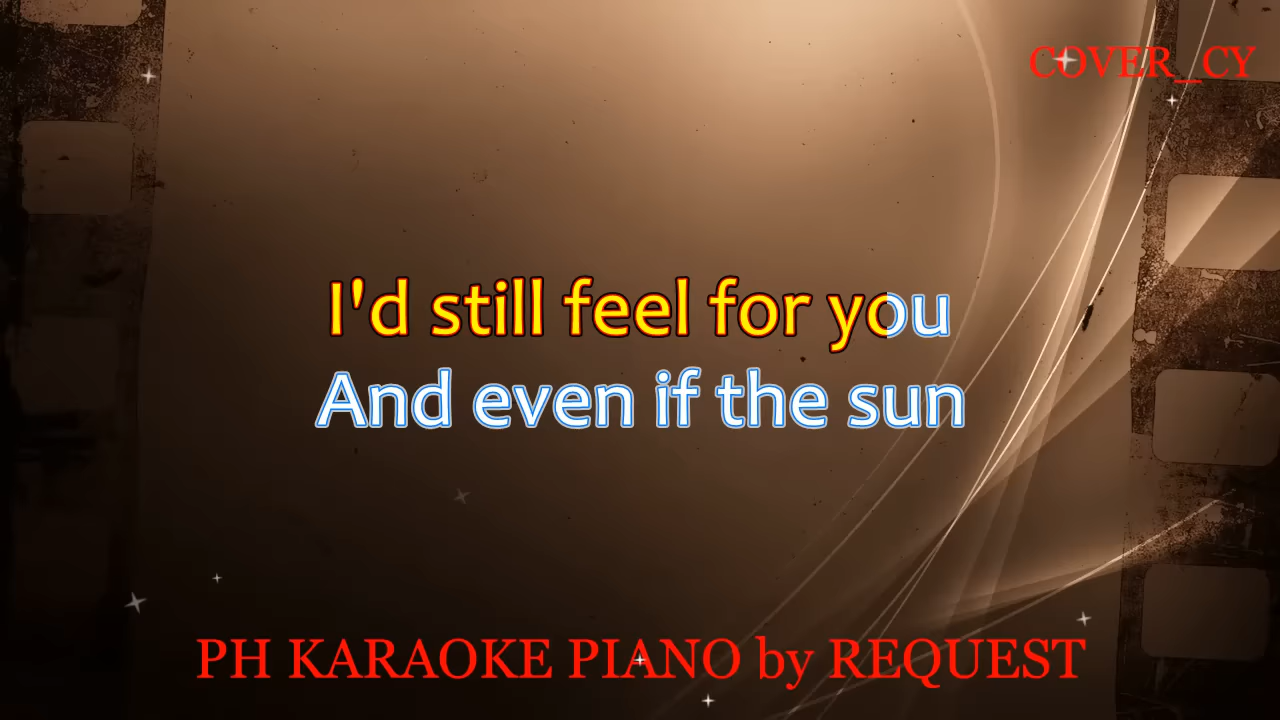 COVER_CY
I'd still feel for you
And even if the sun
PH KARAOKE PIANO by REQUEST